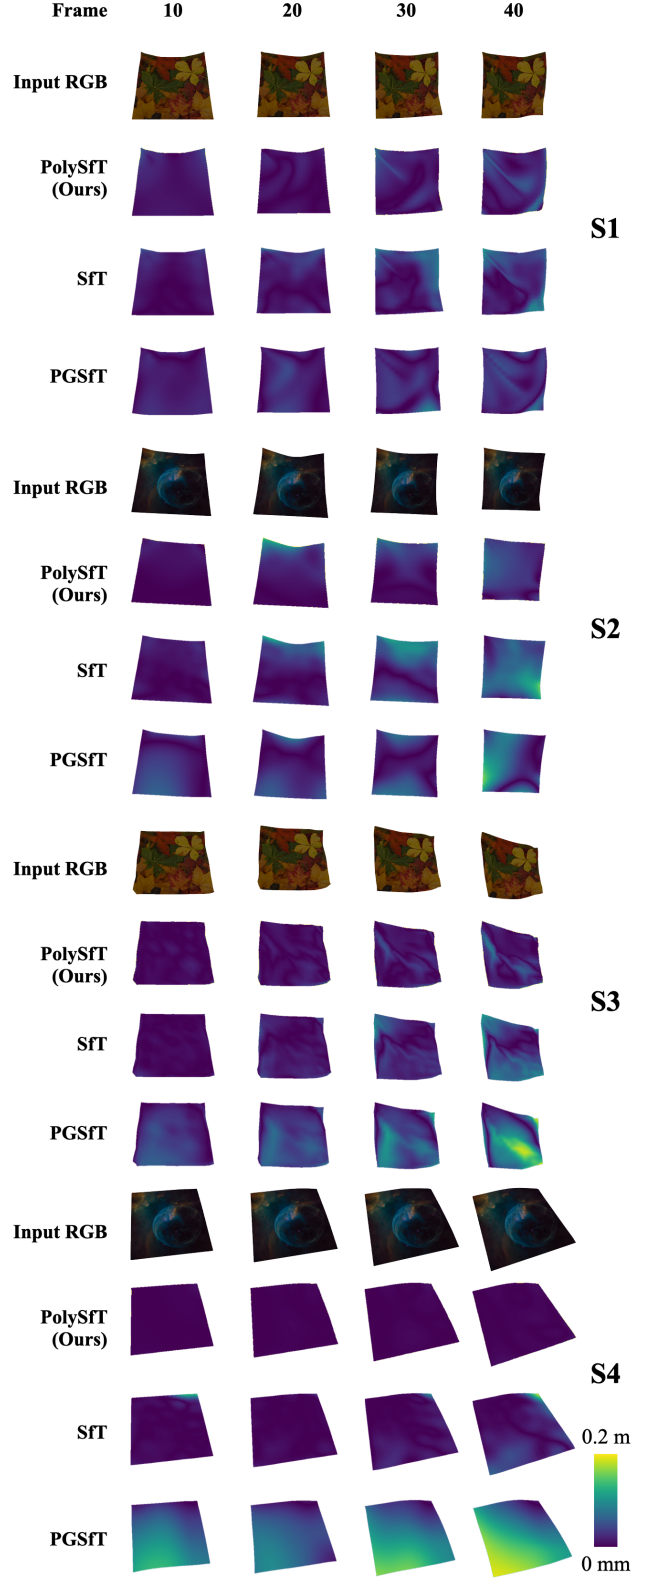 Frame 10 20 30 40
Input RGB
PolySfT
(Ours)
S1
SfT
PGSfT
Input RGB
PolySfT
(Ours)
S2
SfT
PGSfT
Input RGB
PolySfT
(Ours)
S3
SfT
PGSfT
Input RGB
PolySfT
(Ours)
S4
SfT
0.2 m
PGSfT
0 mm